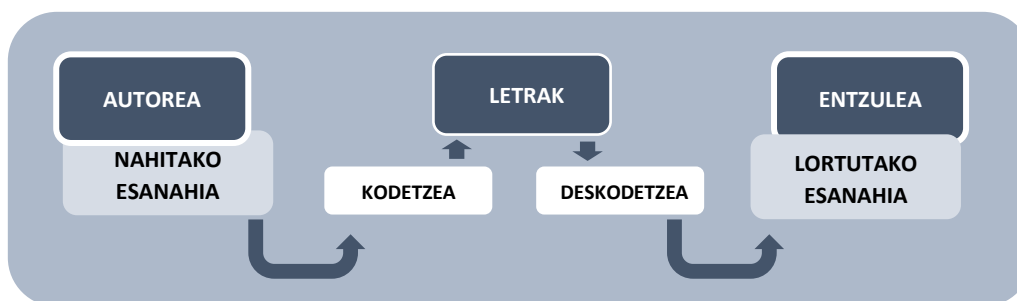 AUTOREA
NAHITAKO
ESANAHIA
KODETZEA
LETRAK
DESKODETZEA
ENTZULEA
LORTUTAKO
ESANAHIA